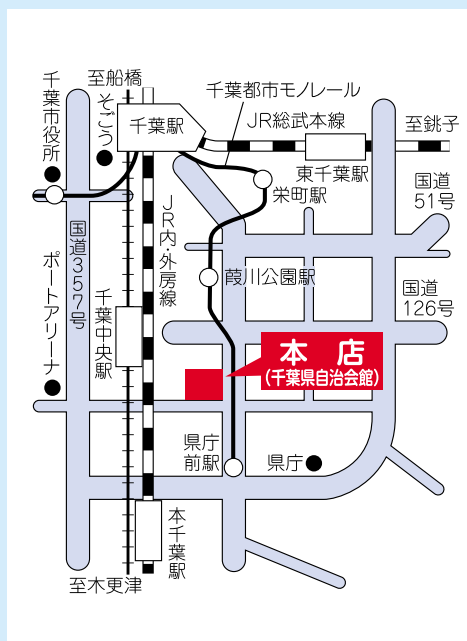 至船橋
千葉市役所
そごう
千葉駅
千葉都市モノレール
JR総武本線
至銚子
東千葉駅
栄町駅
国道
51号
国道357号
JR内・外房線
葭川公園駅
国道
126号
ポートアリーナ
千葉中央駅
本 店
(千葉県自治会館)
県庁
前駅
県庁
本千葉駅
至木更津